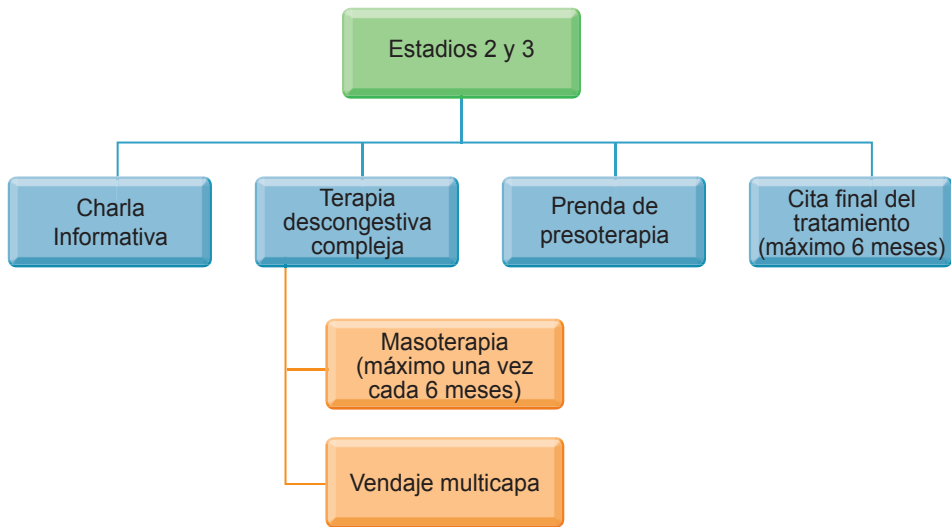 Estadios 2 y 3
Charla
Informativa
Terapia
descongestiva
compleja
Prenda de
presoterapia
Cita final del
tratamiento
(máximo 6 meses)
Masoterapia
(máximo una vez
cada 6 meses)
Vendaje multicapa